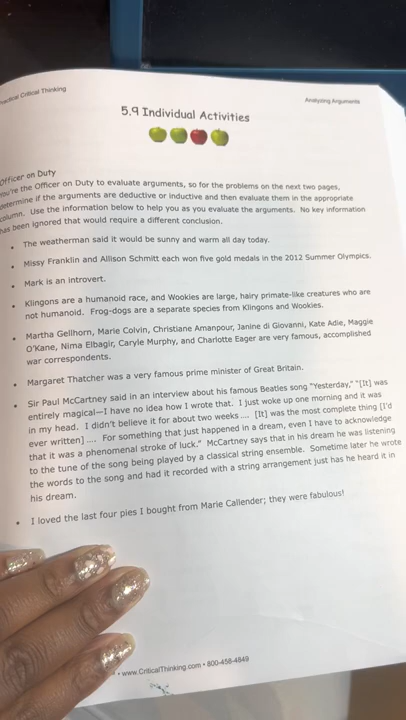 Practical Critical Thinking
Analyzing Arguments
5.9 Individual Activities
Officer on Duty
You're the Officer on Duty to evaluate arguments, so for the problems on the next two pages,
determine if the arguments are deductive or inductive and then evaluate them in the appropriate
column. Use the information below to help you as you evaluate the arguments. No key information
has been ignored that would require a different conclusion.
• The weatherman said it would be sunny and warm all day today.
• Missy Franklin and Allison Schmitt each won five gold medals in the 2012 Summer Olympics.
• Mark is an introvert.
• Klingons are a humanoid race, and Wookies are large, hairy primate-like creatures who are
not humanoid. Frog-dogs are a separate species from Klingons and Wookies.
• Martha Gellhorn, Marie Colvin, Christiane Amanpour, Janine di Giovanni, Kate Adie, Maggie
O'Kane, Nima Elbagir, Caryle Murphy, and Charlotte Eager are very famous, accomplished
war correspondents.
• Margaret Thatcher was a very famous prime minister of Great Britain.
• Sir Paul McCartney said in an interview about his famous Beatles song "Yesterday," "[It] was
entirely magical—I have no idea how I wrote that. I just woke up one morning and it was
in my head. I didn't believe it for about two weeks .... [It] was the most complete thing [I'd
ever written] .... For something that just happened in a dream, even I have to acknowledge
that it was a phenomenal stroke of luck." McCartney says that in his dream he was listening
to the tune of the song being played by a classical string ensemble. Sometime later he wrote
the words to the song and had it recorded with a string arrangement just has he heard it in
his dream.
• I loved the last four pies I bought from Marie Callender; they were fabulous!
• www.CriticalThinking.com • 800-458-4849